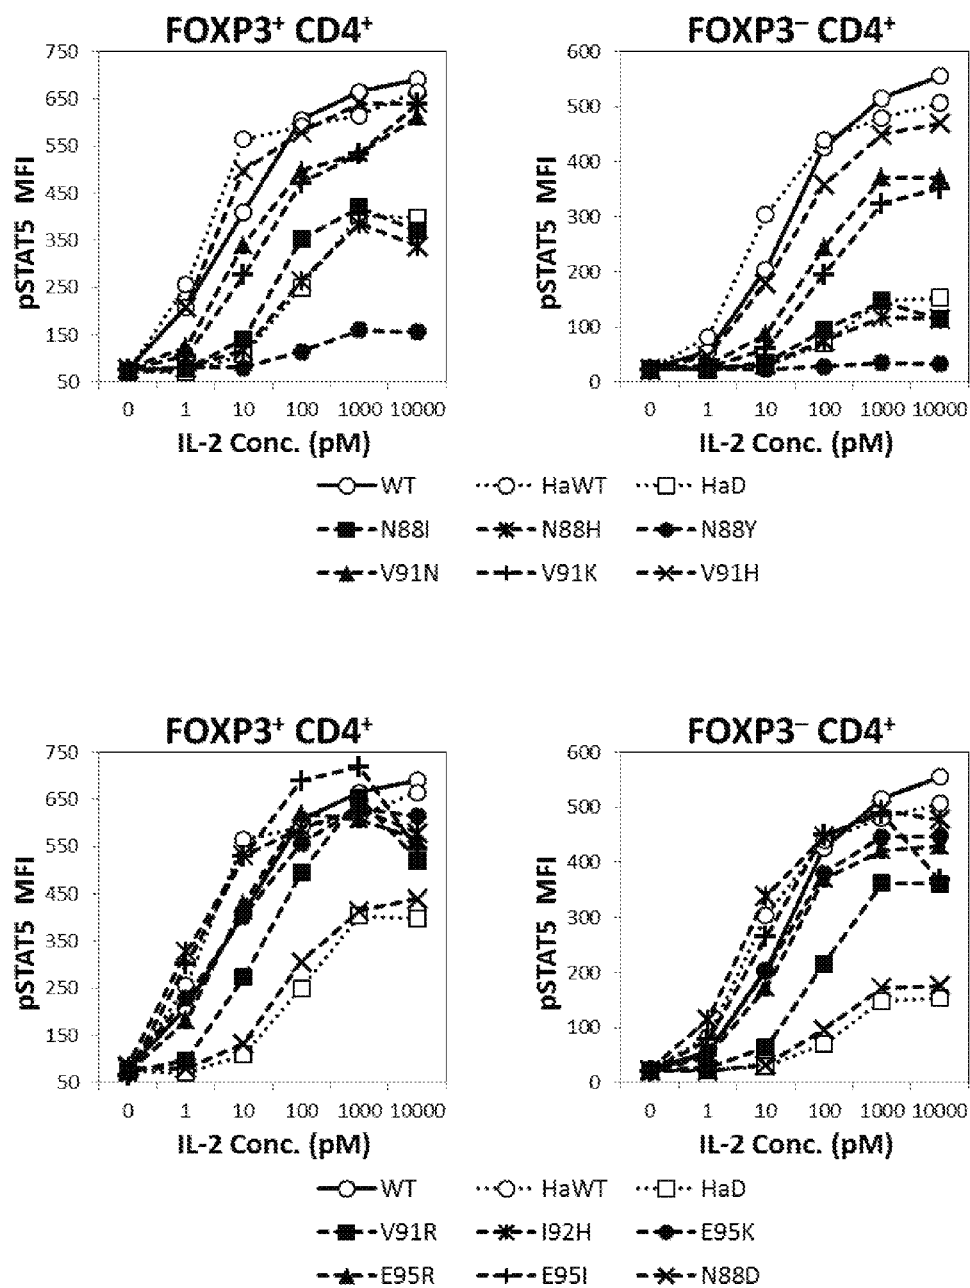 FOXP3⁺ CD4⁺
750
650
550
450
350
250
150
50
pSTAT5 MFI
0 1 10 100 1000 10000
IL-2 Conc. (pM)
FOXP3⁻ CD4⁺
600
500
400
300
200
100
0
pSTAT5 MFI
0 1 10 100 1000 10000
IL-2 Conc. (pM)
WT HaWT HaD
N88I N88H N88Y
V91N V91K V91H
FOXP3⁺ CD4⁺
750
650
550
450
350
250
150
50
pSTAT5 MFI
0 1 10 100 1000 10000
IL-2 Conc. (pM)
FOXP3⁻ CD4⁺
600
500
400
300
200
100
0
pSTAT5 MFI
0 1 10 100 1000 10000
IL-2 Conc. (pM)
WT HaWT HaD
V91R I92H E95K
E95R E95I N88D